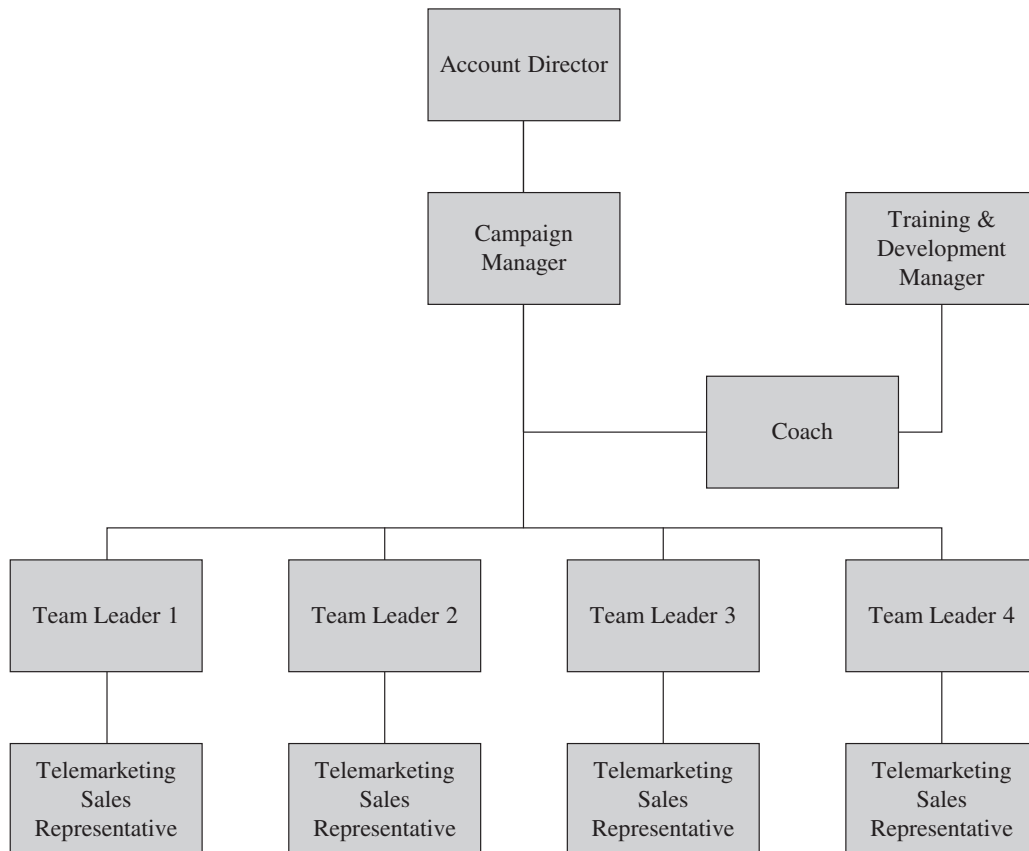 Account Director
Campaign
Manager
Training &
Development
Manager
Coach
Team Leader 1
Team Leader 2
Team Leader 3
Team Leader 4
Telemarketing
Sales
Representative
Telemarketing
Sales
Representative
Telemarketing
Sales
Representative
Telemarketing
Sales
Representative